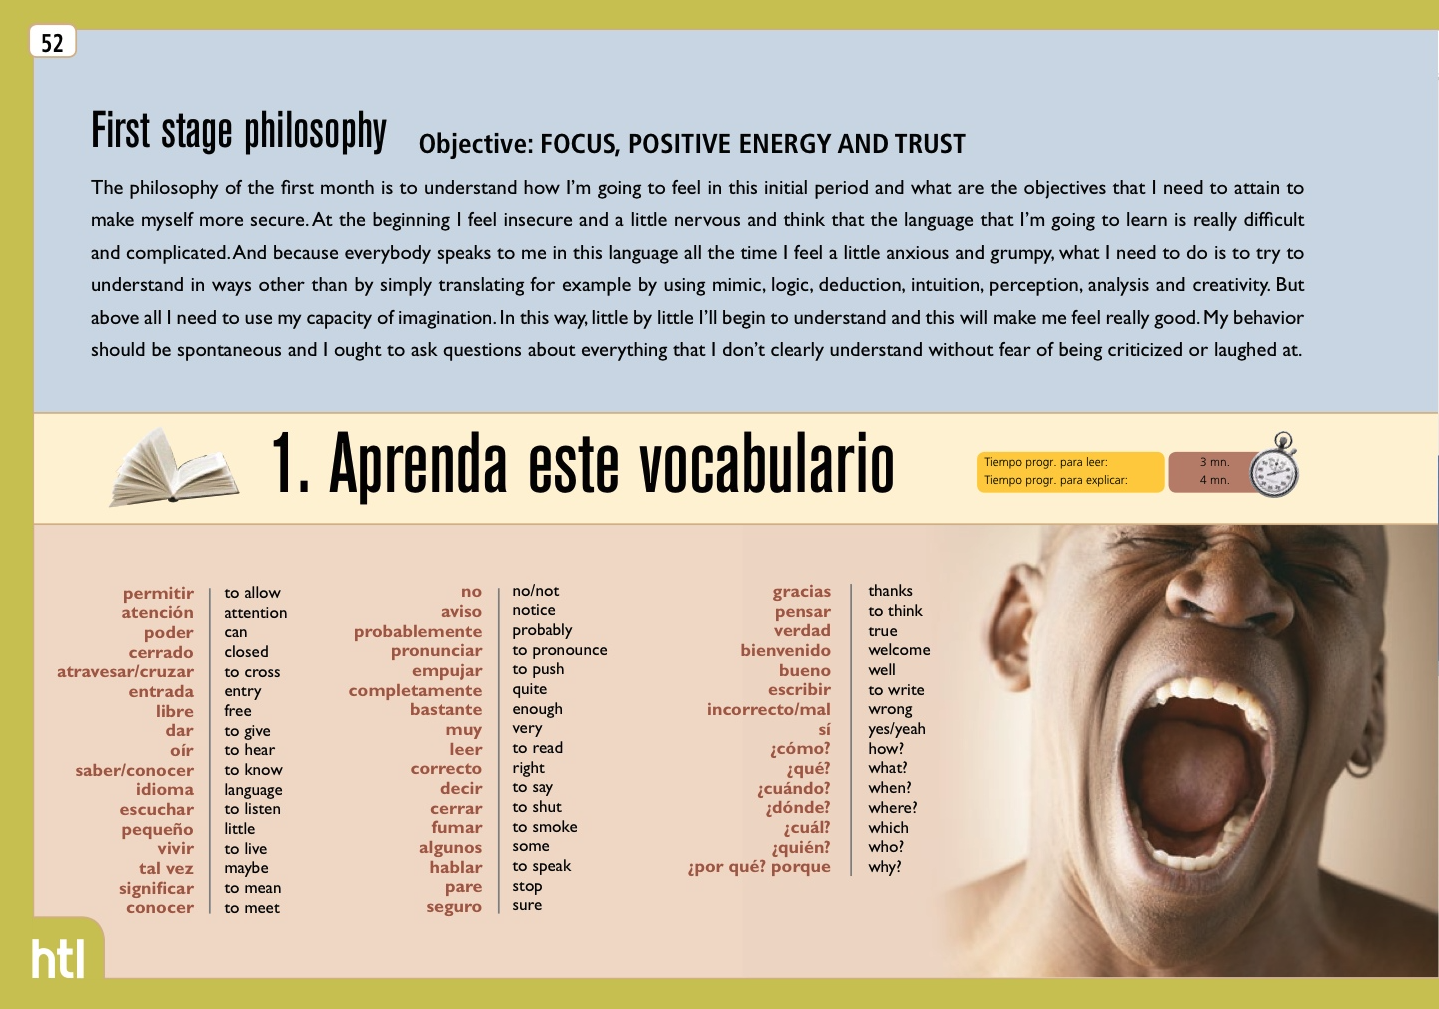 52
First stage philosophy
Objective: FOCUS, POSITIVE ENERGY AND TRUST
The philosophy of the first month is to understand how I'm going to feel in this initial period and what are the objectives that I need to attain to
make myself more secure. At the beginning I feel insecure and a little nervous and think that the language that I'm going to learn is really difficult
and complicated. And because everybody speaks to me in this language all the time I feel a little anxious and grumpy, what I need to do is to try to
understand in ways other than by simply translating for example by using mimic, logic, deduction, intuition, perception, analysis and creativity. But
above all I need to use my capacity of imagination. In this way, little by little I'll begin to understand and this will make me feel really good. My behavior
should be spontaneous and I ought to ask questions about everything that I don't clearly understand without fear of being criticized or laughed at.
1. Aprenda este vocabulario
Tiempo progr. para leer: 3 mn.
Tiempo progr. para explicar: 4 mn.
permitir to allow
atención attention
poder can
cerrado closed
atravesar/cruzar to cross
entrada entry
libre free
dar to give
oír to hear
saber/conocer to know
idioma language
escuchar to listen
pequeño little
vivir to live
tal vez maybe
significar to mean
conocer to meet
no no/not
aviso notice
probablemente probably
pronunciar to pronounce
empujar to push
completamente quite
bastante enough
muy very
leer to read
correcto right
decir to say
cerrar to shut
fumar to smoke
algunos some
hablar to speak
pare stop
seguro sure
gracias thanks
pensar to think
verdad true
bienvenido welcome
bueno well
escribir to write
incorrecto/mal wrong
sí yes/yeah
¿cómo? how?
¿qué? what?
¿cuándo? when?
¿dónde? where?
¿cuál? which
¿quién? who?
¿por qué? porque why?
htl